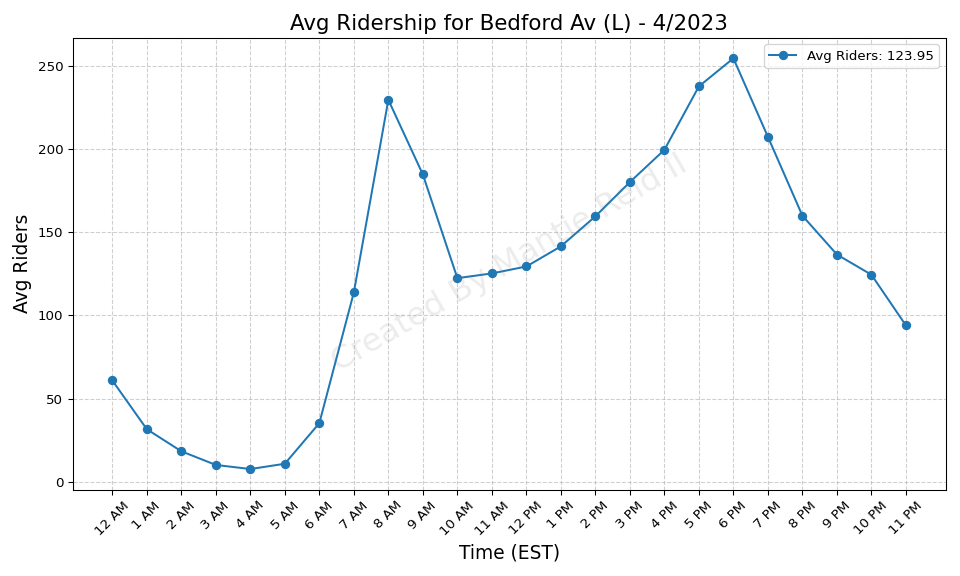 Avg Ridership for Bedford Av (L) - 4/2023
Avg Riders: 123.95
250
200
150
100
50
0
Avg Riders
Created By Mantie Reid II
12 AM
1 AM
2 AM
3 AM
4 AM
5 AM
6 AM
7 AM
8 AM
9 AM
10 AM
11 AM
12 PM
1 PM
2 PM
3 PM
4 PM
5 PM
6 PM
7 PM
8 PM
9 PM
10 PM
11 PM
Time (EST)